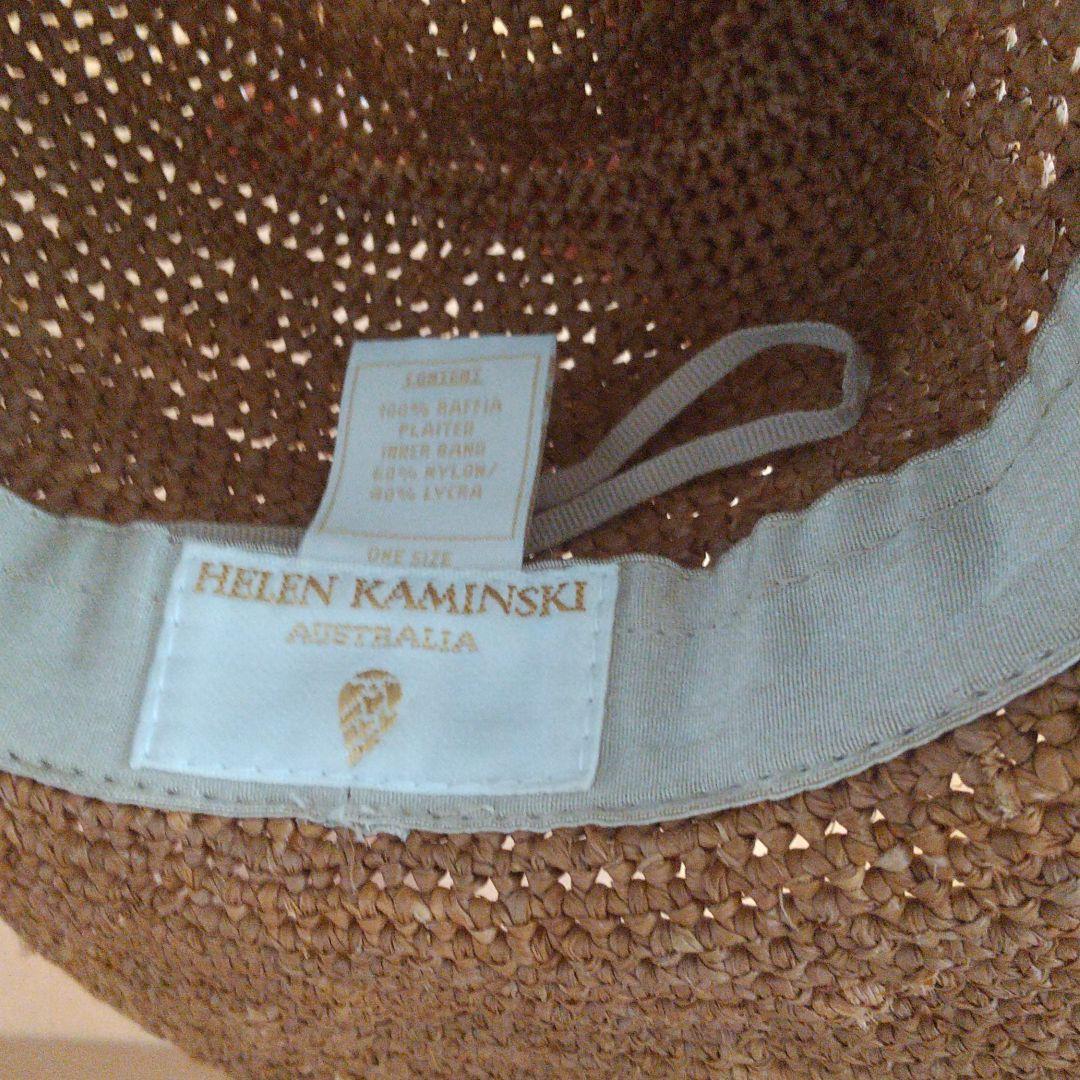 CONTENT
100% RAFFIA
PLAITED
INNER BAND
60% NYLON/
40% LYCRA
ONE SIZE
HELEN KAMINSKI
AUSTRALIA